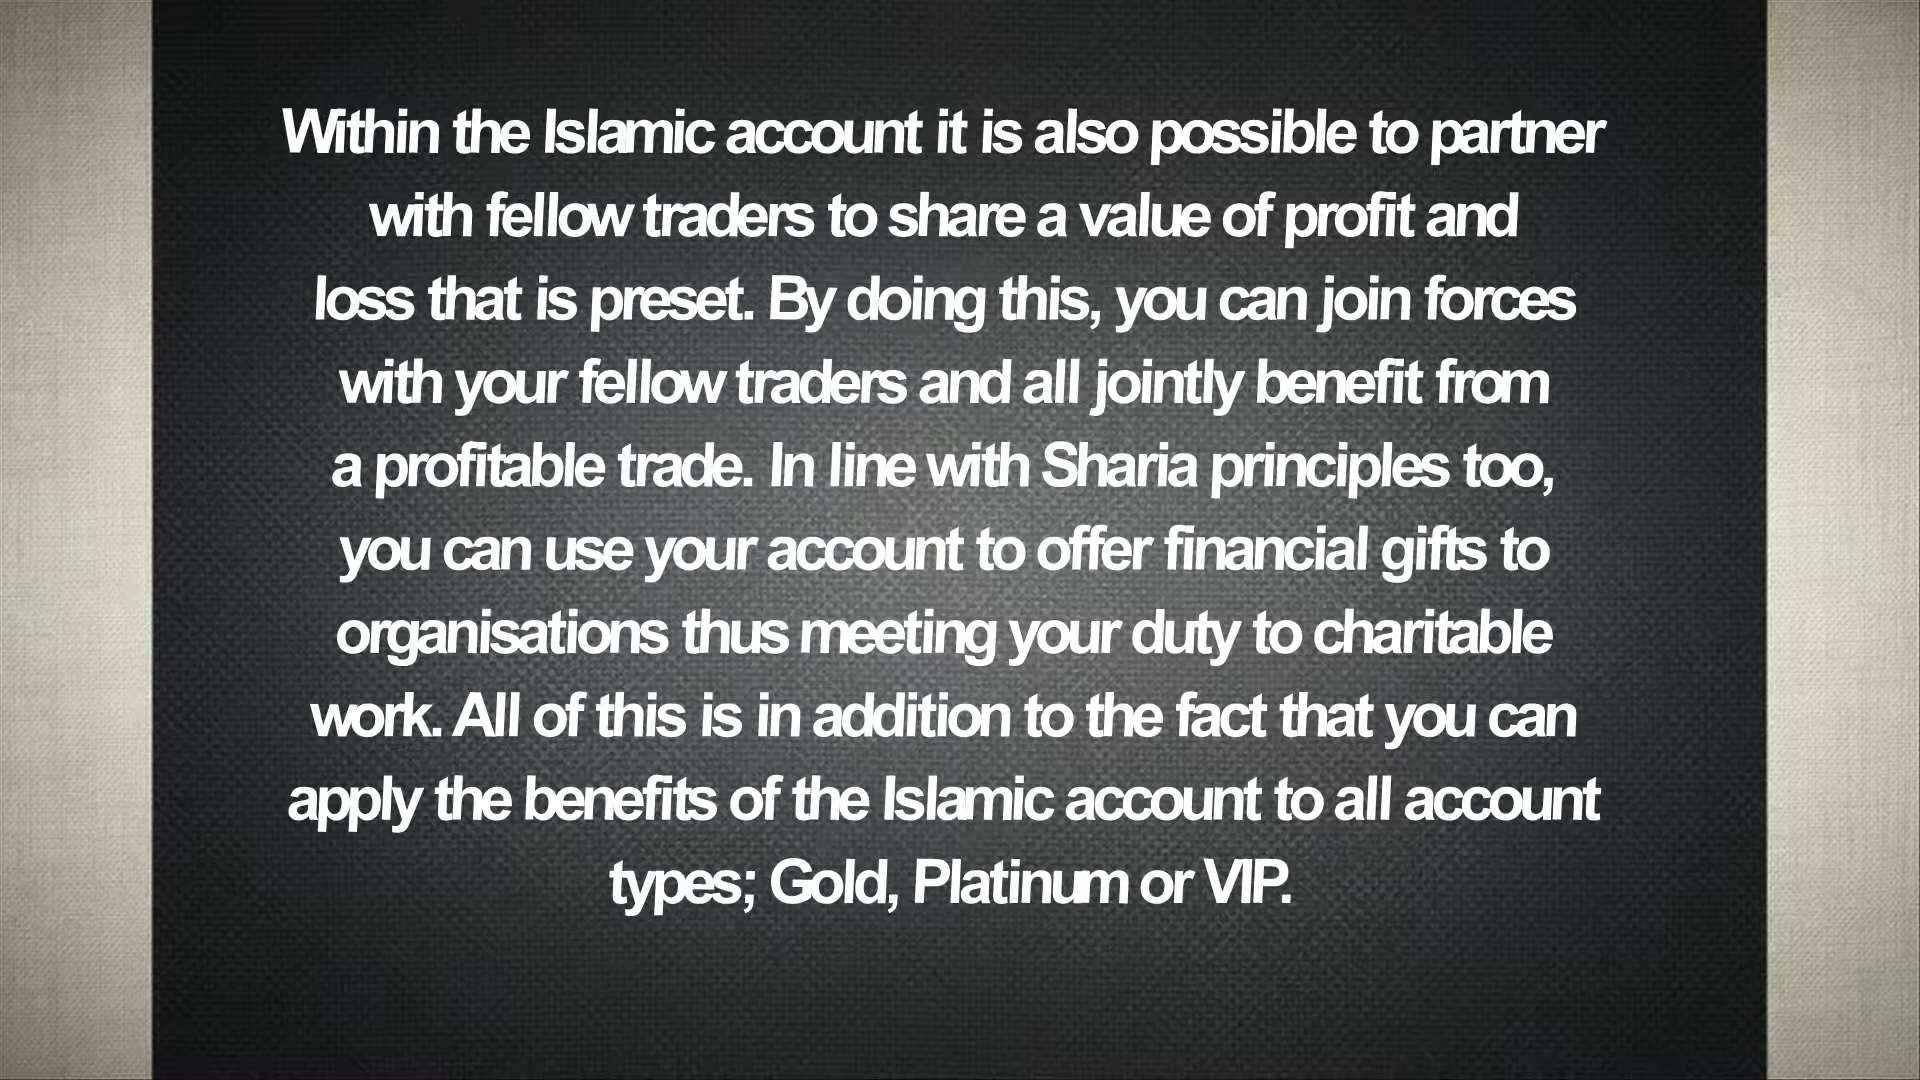 Within the Islamic account it is also possible to partner
with fellow traders to share a value of profit and
loss that is preset. By doing this, you can join forces
with your fellow traders and all jointly benefit from
a profitable trade. In line with Sharia principles too,
you can use your account to offer financial gifts to
organisations thus meeting your duty to charitable
work. All of this is in addition to the fact that you can
apply the benefits of the Islamic account to all account
types; Gold, Platinum or VIP.